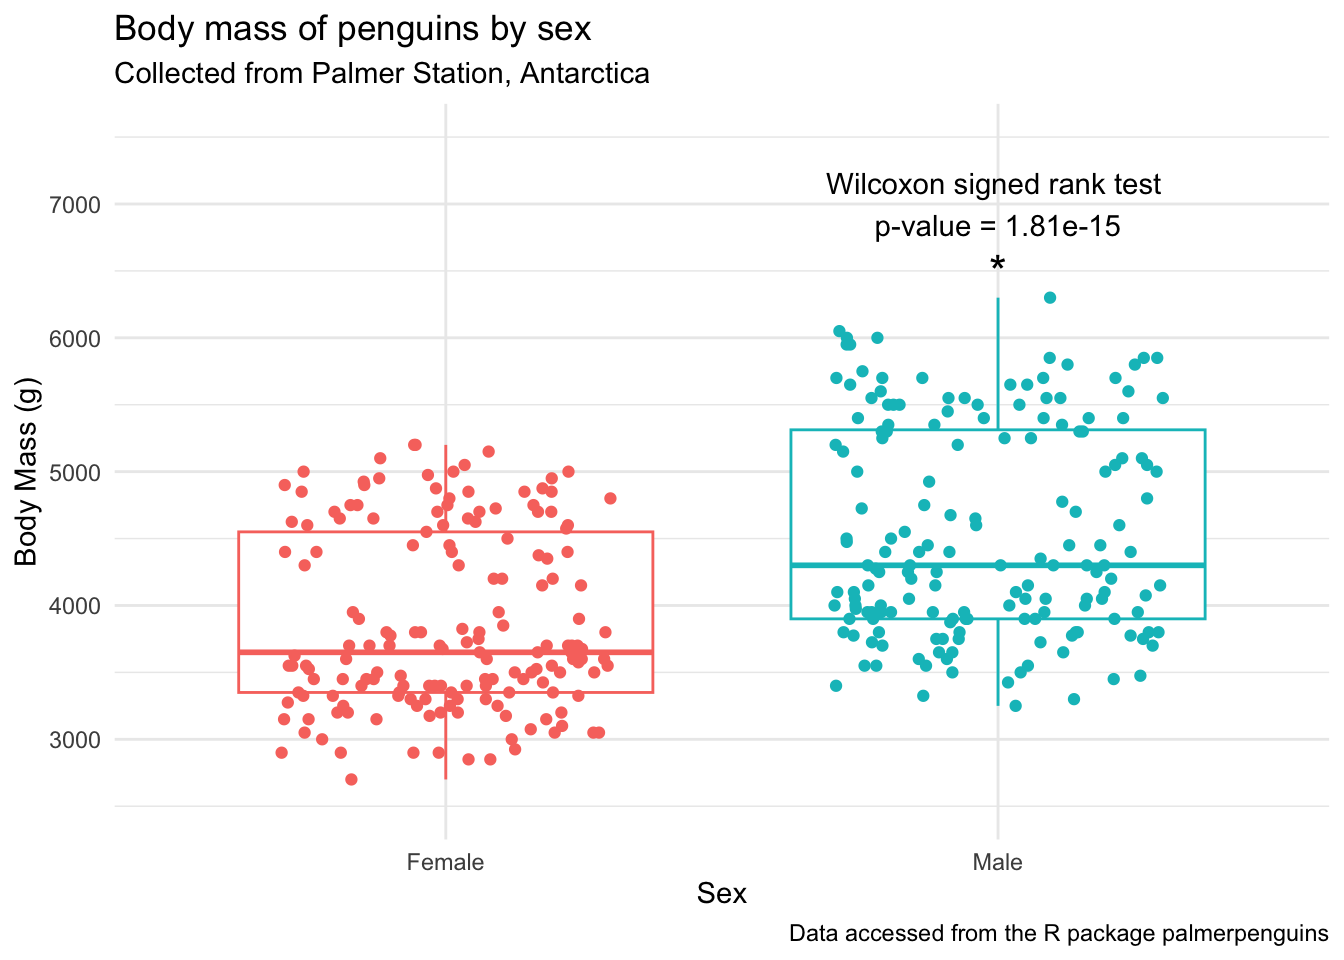 Body mass of penguins by sex
Collected from Palmer Station, Antarctica
Wilcoxon signed rank test
p-value = 1.81e-15
*
7000
6000
5000
4000
3000
Body Mass (g)
Female
Male
Sex
Data accessed from the R package palmerpenguins